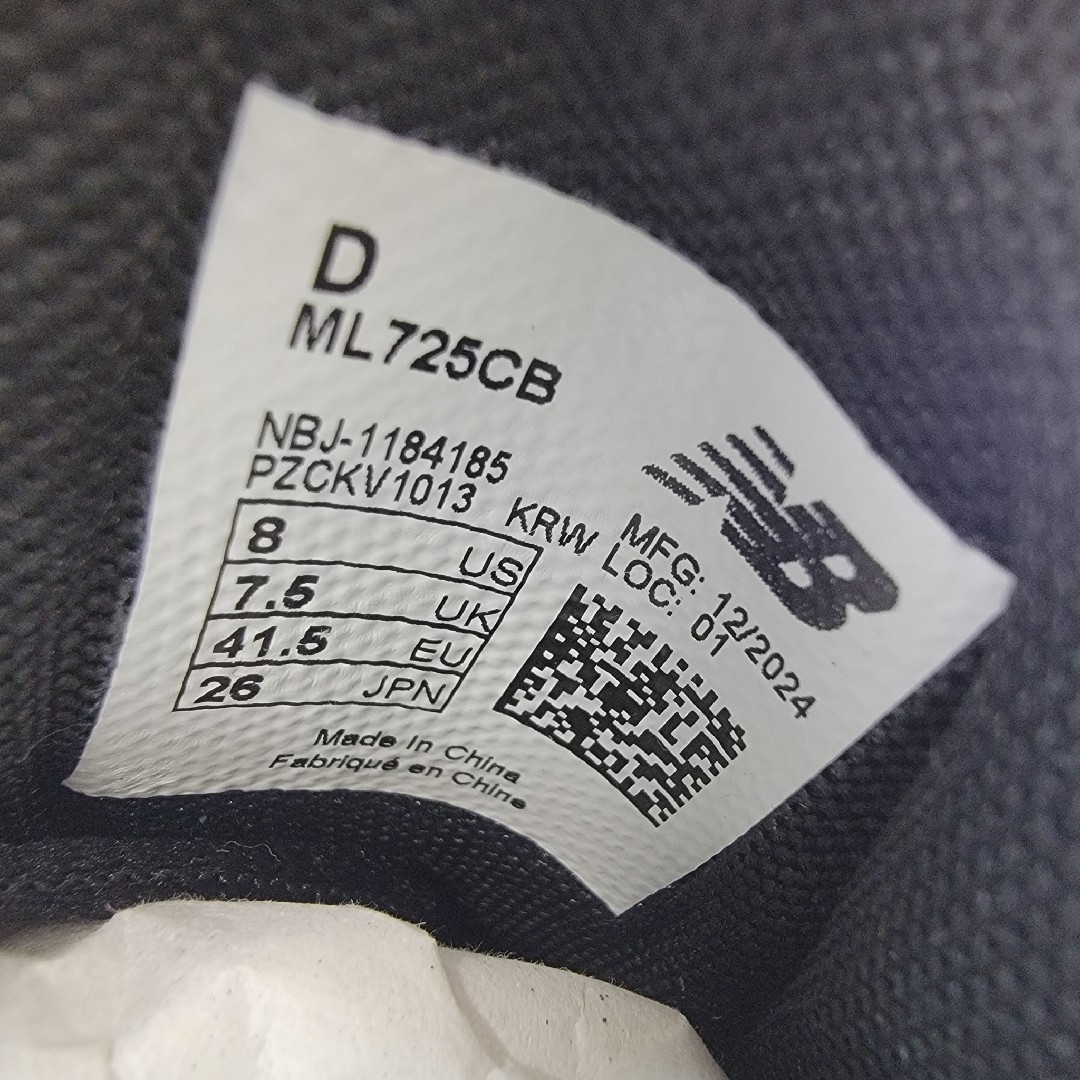 D
ML725CB
NBJ-1184185
PZCKV1013 KRW
8 US
7.5 UK
41.5 EU
26 JPN
Made In China
Fabriqué en Chine
NB
MFG: 12/2024
LOC: 01